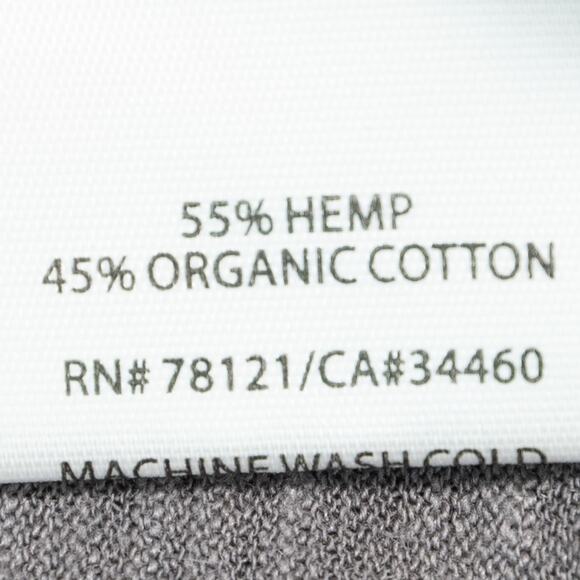 55% HEMP
45% ORGANIC COTTON
RN# 78121/CA#34460
MACHINE WASH COLD